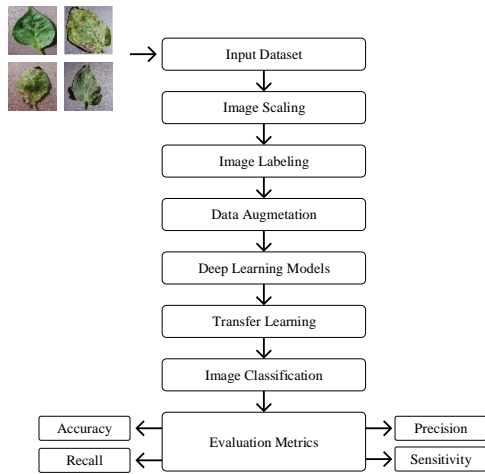 Input Dataset
Image Scaling
Image Labeling
Data Augmetation
Deep Learning Models
Transfer Learning
Image Classification
Accuracy
Recall
Evaluation Metrics
Precision
Sensitivity